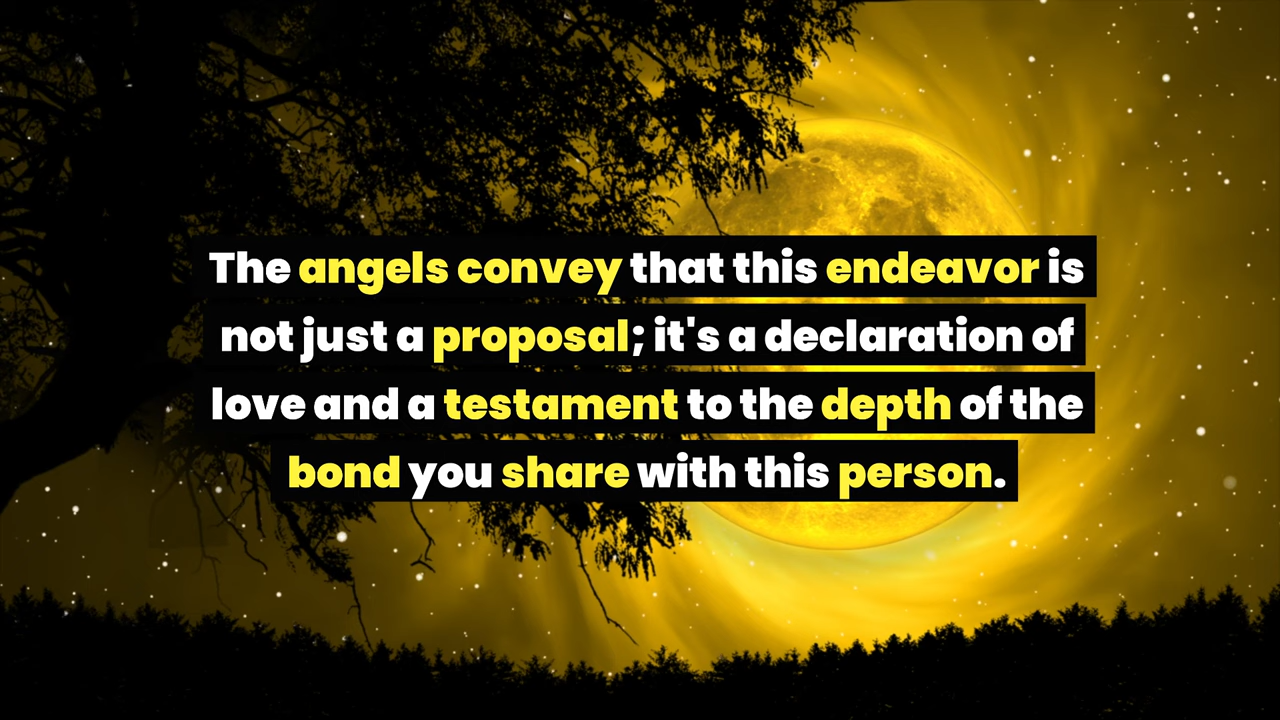 The angels convey that this endeavor is
not just a proposal; it's a declaration of
love and a testament to the depth of the
bond you share with this person.